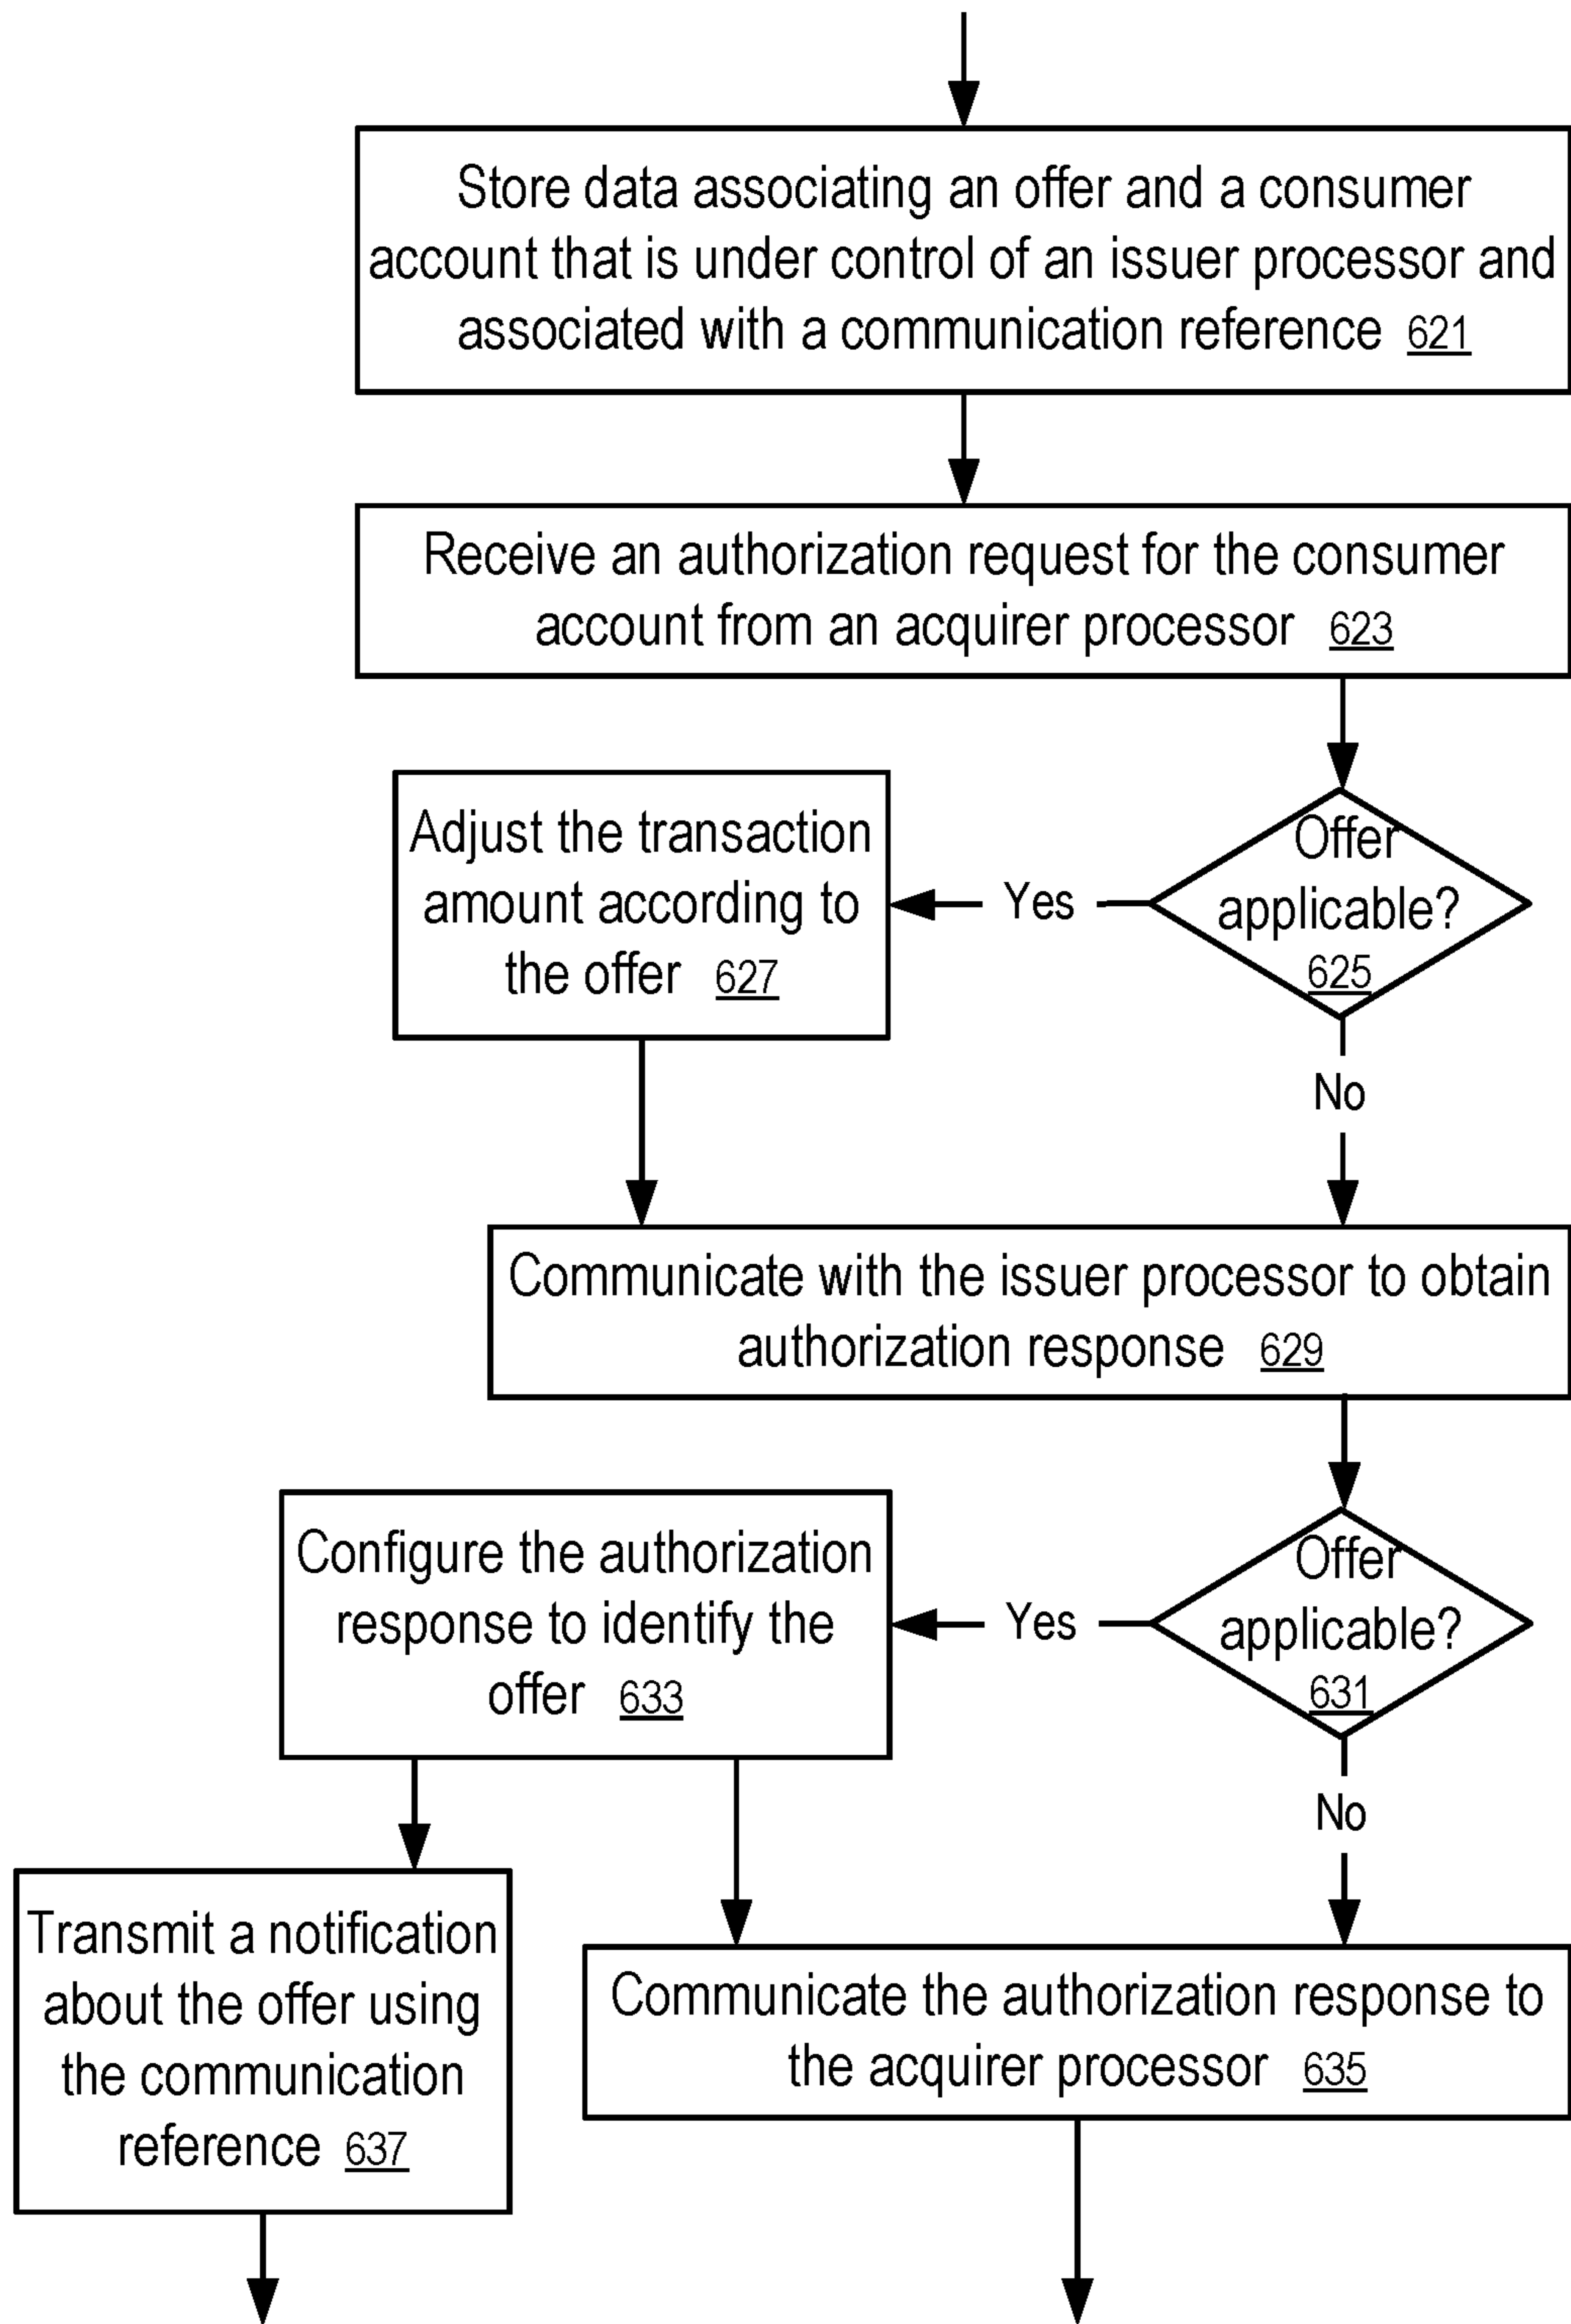 Store data associating an offer and a consumer
account that is under control of an issuer processor and
associated with a communication reference 621
Receive an authorization request for the consumer
account from an acquirer processor 623
Offer
applicable?
625
Yes
Adjust the transaction
amount according to
the offer 627
No
Communicate with the issuer processor to obtain
authorization response 629
Offer
applicable?
631
Yes
Configure the authorization
response to identify the
offer 633
No
Transmit a notification
about the offer using
the communication
reference 637
Communicate the authorization response to
the acquirer processor 635